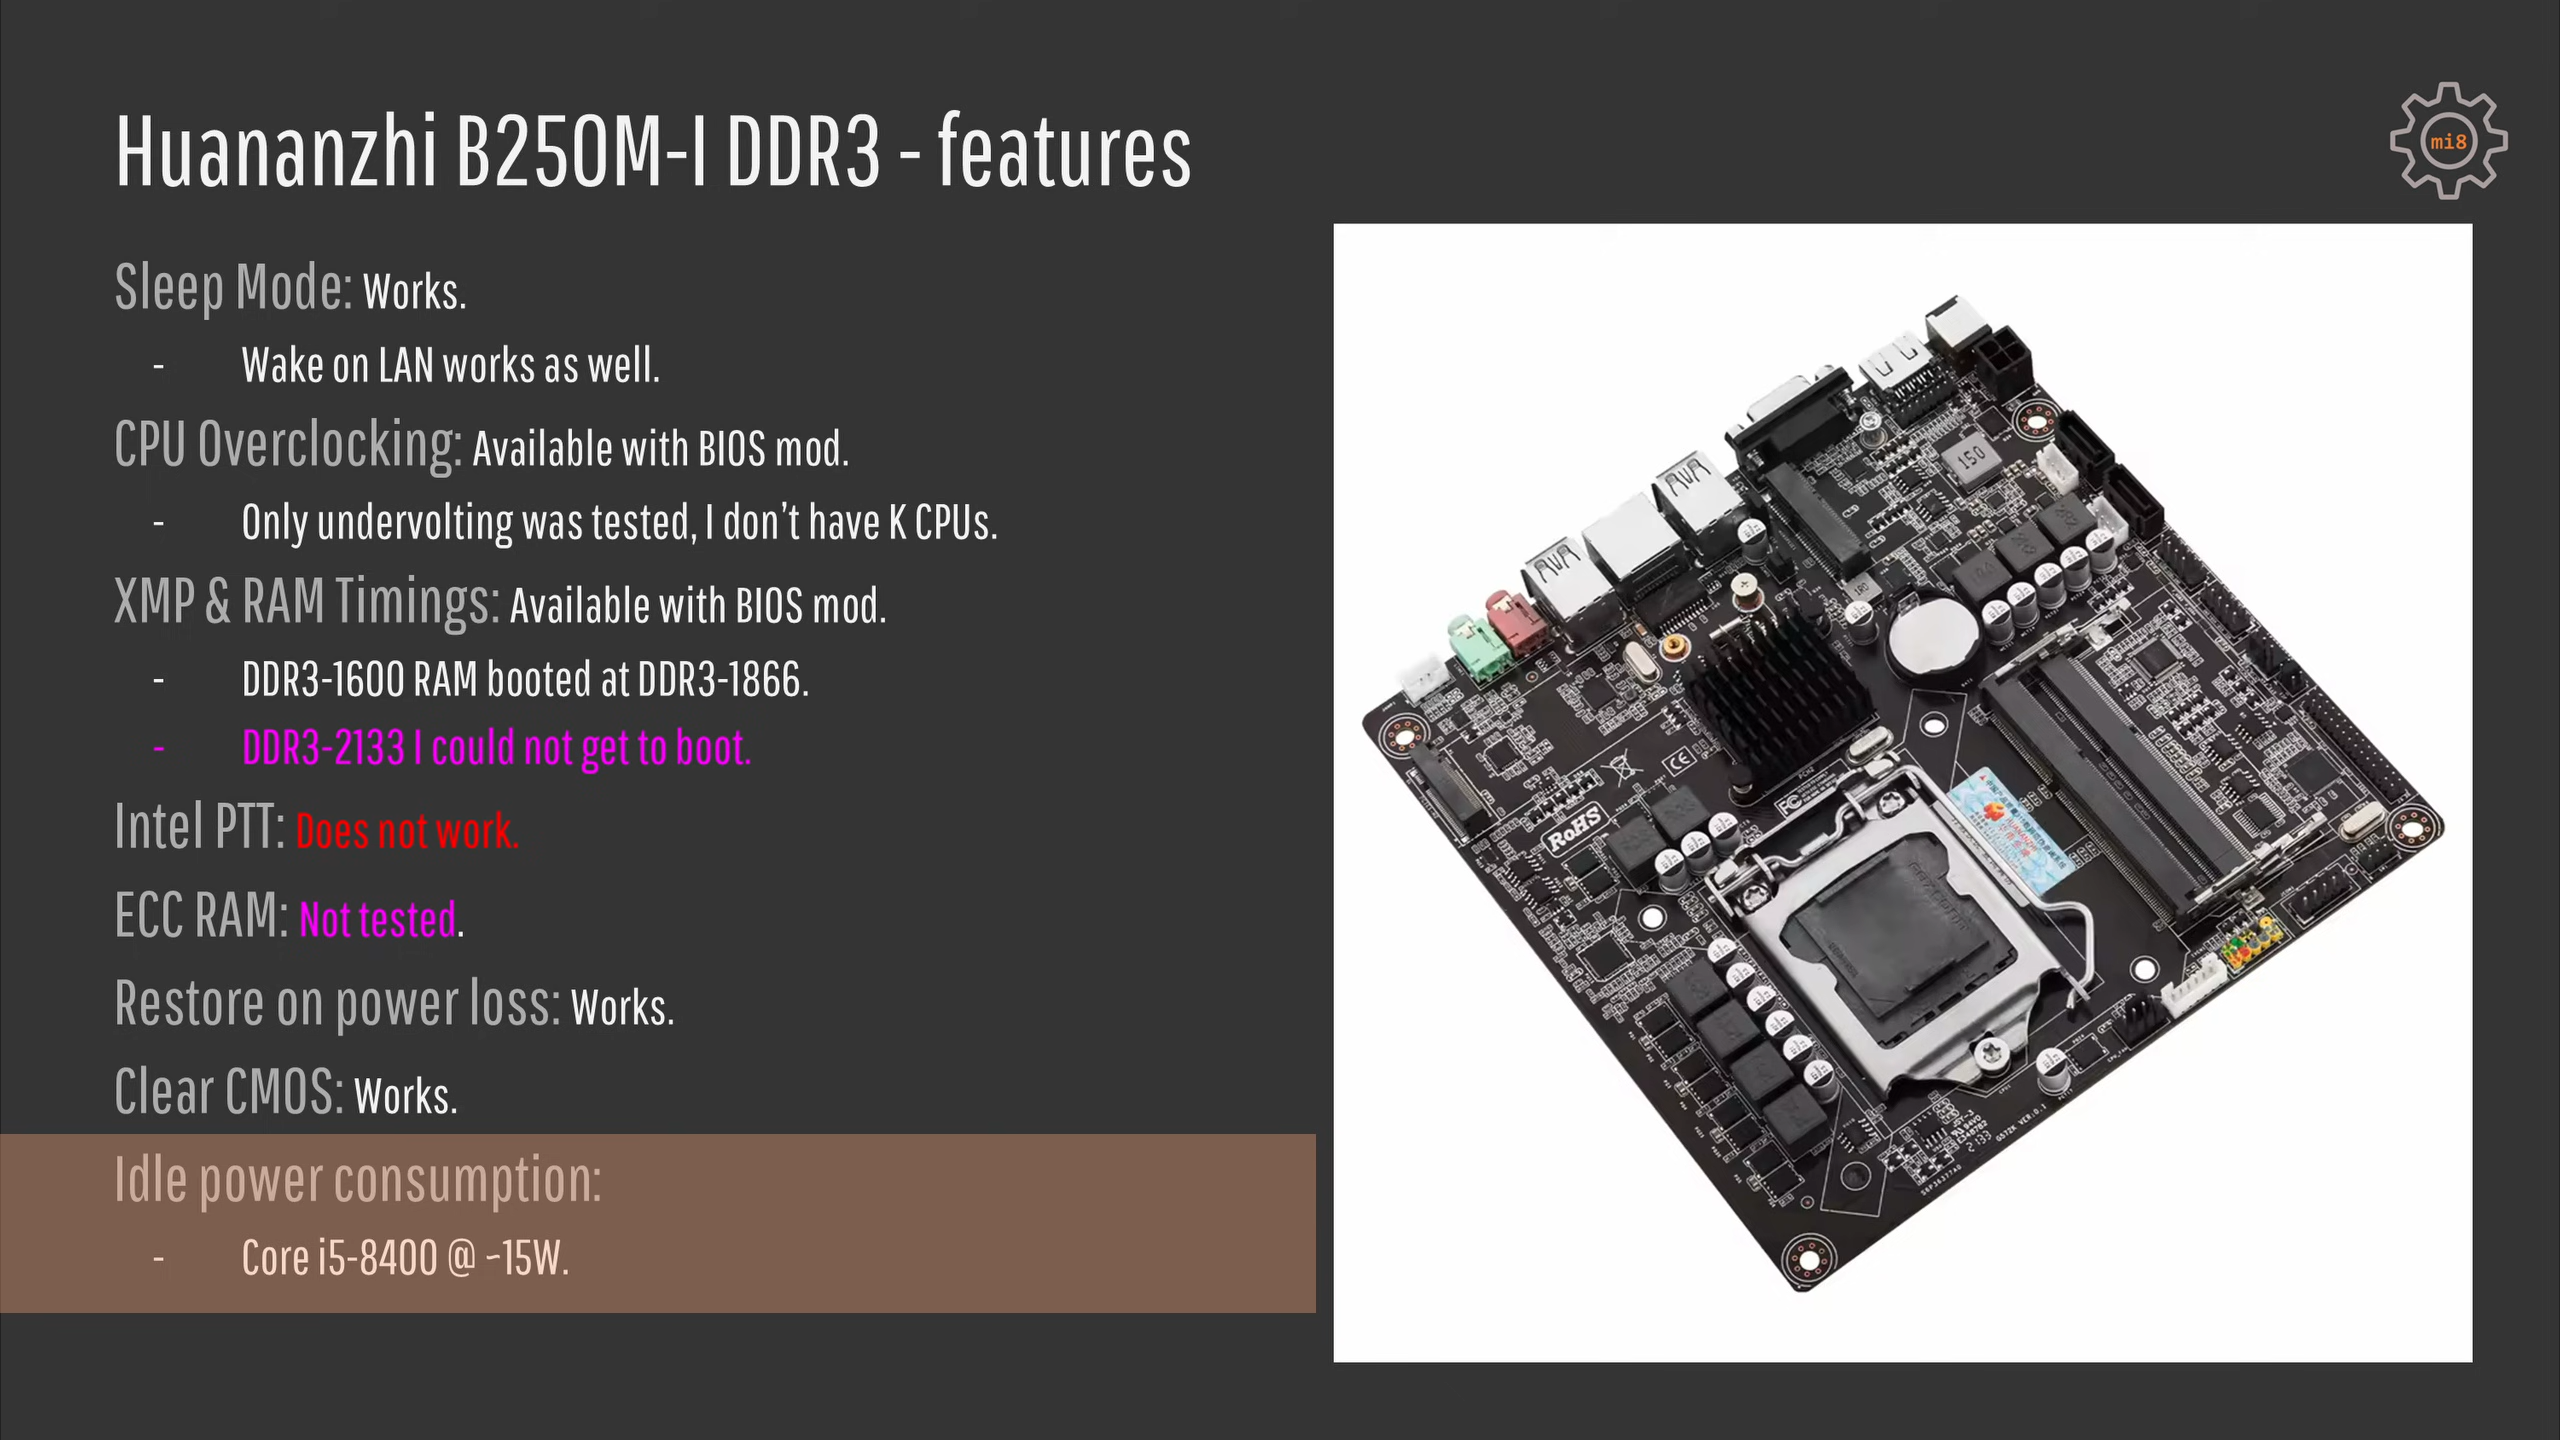 Huananzhi B250M-I DDR3 - features
mi8
Sleep Mode: Works.
- Wake on LAN works as well.
CPU Overclocking: Available with BIOS mod.
- Only undervolting was tested, I don't have K CPUs.
XMP & RAM Timings: Available with BIOS mod.
- DDR3-1600 RAM booted at DDR3-1866.
- DDR3-2133 I could not get to boot.
Intel PTT: Does not work.
ECC RAM: Not tested.
Restore on power loss: Works.
Clear CMOS: Works.
Idle power consumption:
- Core i5-8400 @ ~15W.
150
CE
FC
RoHS